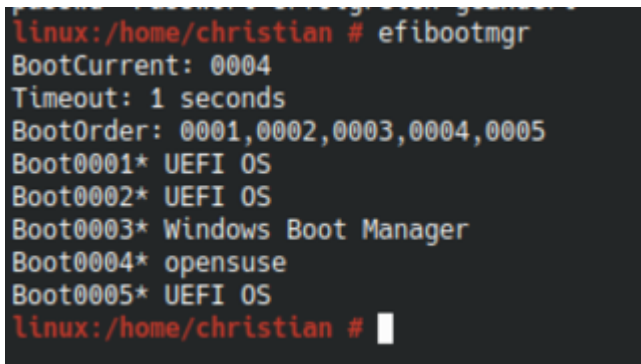 linux:/home/christian # efibootmgr
BootCurrent: 0004
Timeout: 1 seconds
BootOrder: 0001,0002,0003,0004,0005
Boot0001* UEFI OS
Boot0002* UEFI OS
Boot0003* Windows Boot Manager
Boot0004* opensuse
Boot0005* UEFI OS
linux:/home/christian #